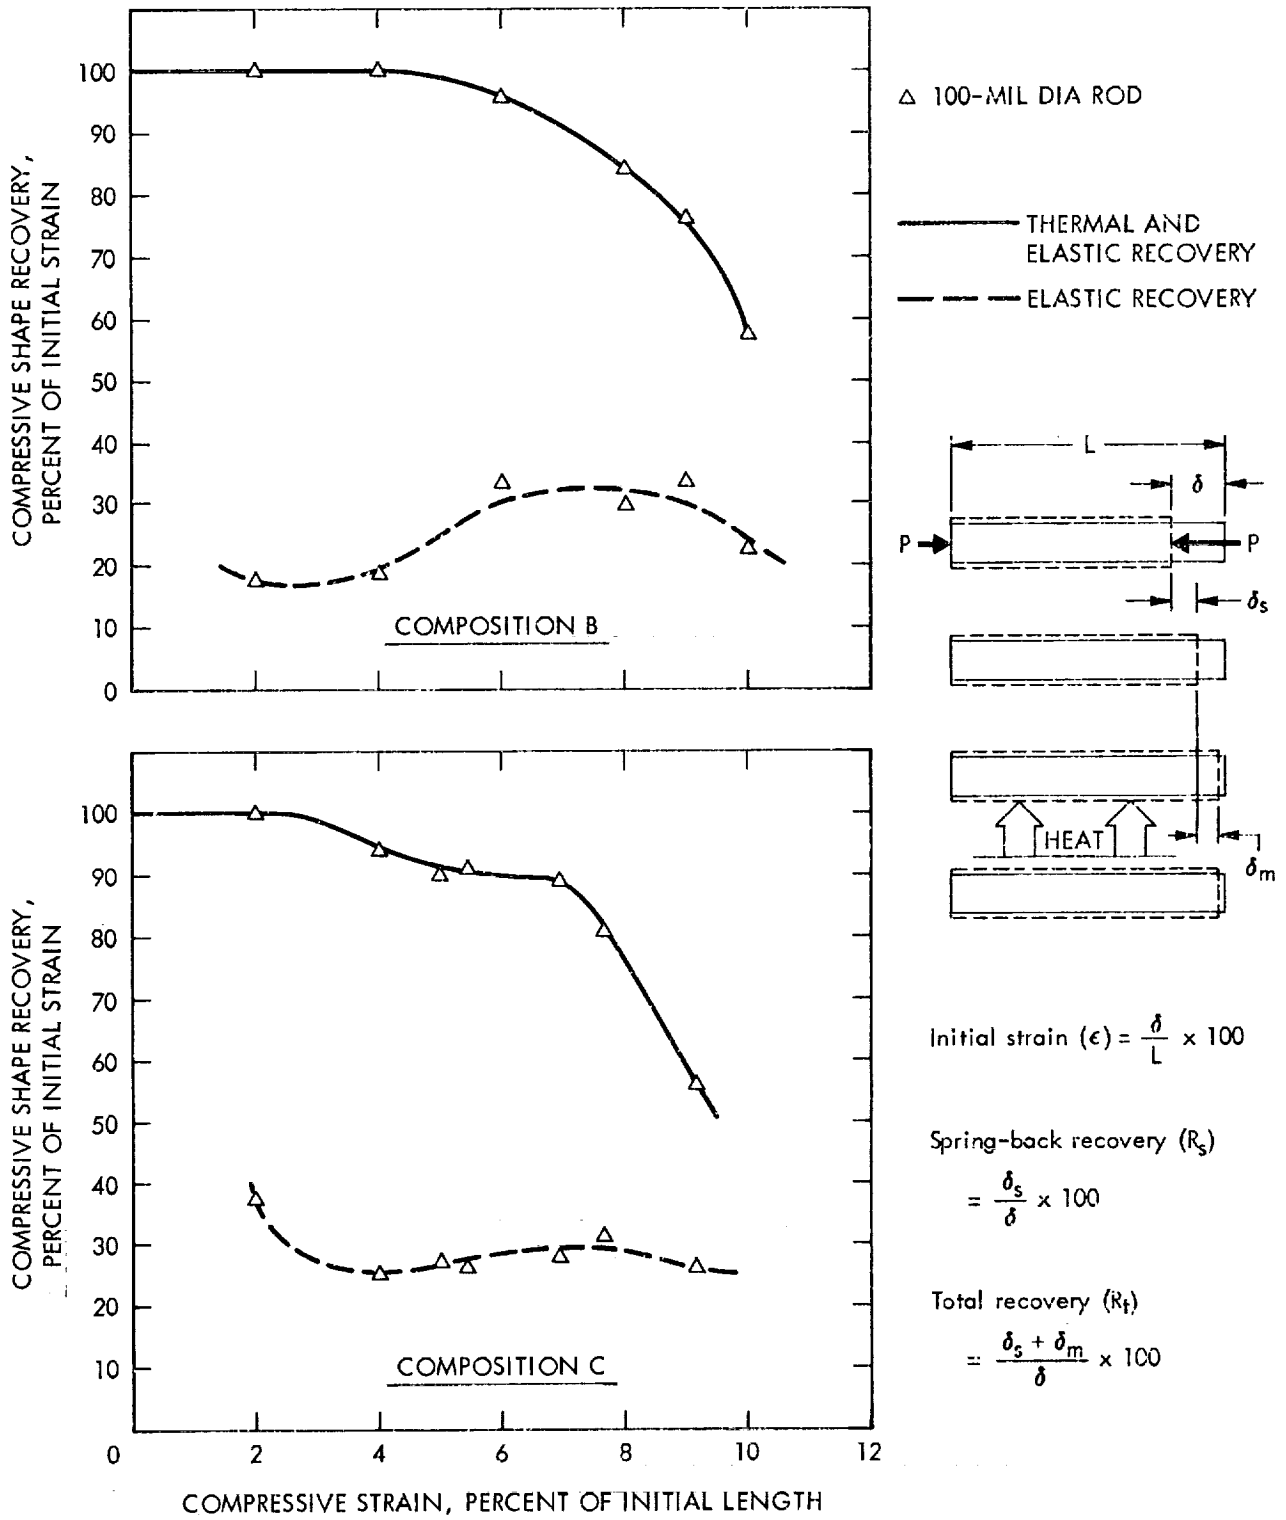 COMPRESSIVE SHAPE RECOVERY,
PERCENT OF INITIAL STRAIN
100
90
80
70
60
50
40
30
20
10
0
COMPOSITION B
△ 100-MIL DIA ROD
THERMAL AND
ELASTIC RECOVERY
ELASTIC RECOVERY
L
δ
P
P
δs
HEAT
δm
COMPRESSIVE SHAPE RECOVERY,
PERCENT OF INITIAL STRAIN
100
90
80
70
60
50
40
30
20
10
COMPOSITION C
0 2 4 6 8 10 12
COMPRESSIVE STRAIN, PERCENT OF INITIAL LENGTH
Initial strain (ϵ) = δ/L x 100
Spring-back recovery (Rs)
= δs/δ x 100
Total recovery (Rt)
= δs + δm/δ x 100